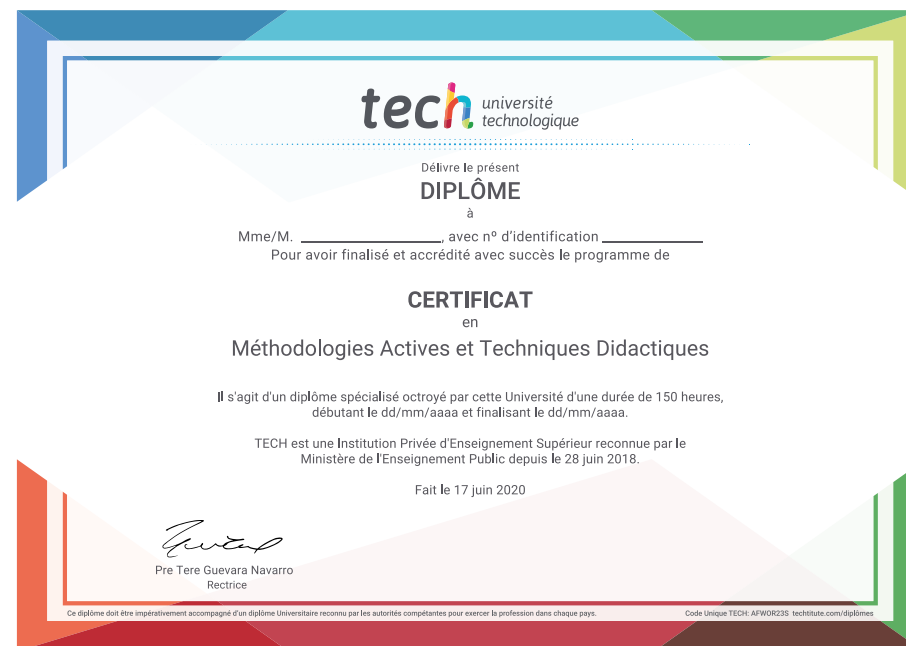 tech université
technologique
Délivre le présent
DIPLÔME
à
Mme/M. ____________________, avec nº d'identification ______________
Pour avoir finalisé et accrédité avec succès le programme de
CERTIFICAT
en
Méthodologies Actives et Techniques Didactiques
Il s'agit d'un diplôme spécialisé octroyé par cette Université d'une durée de 150 heures,
débutant le dd/mm/aaaa et finalisant le dd/mm/aaaa.
TECH est une Institution Privée d'Enseignement Supérieur reconnue par le
Ministère de l'Enseignement Public depuis le 28 juin 2018.
Fait le 17 juin 2020
Pre Tere Guevara Navarro
Rectrice
Ce diplôme doit être impérativement accompagné d'un diplôme Universitaire reconnu par les autorités compétantes pour exercer la profession dans chaque pays.
Code Unique TECH: AFWOR23S techtitute.com/diplômes